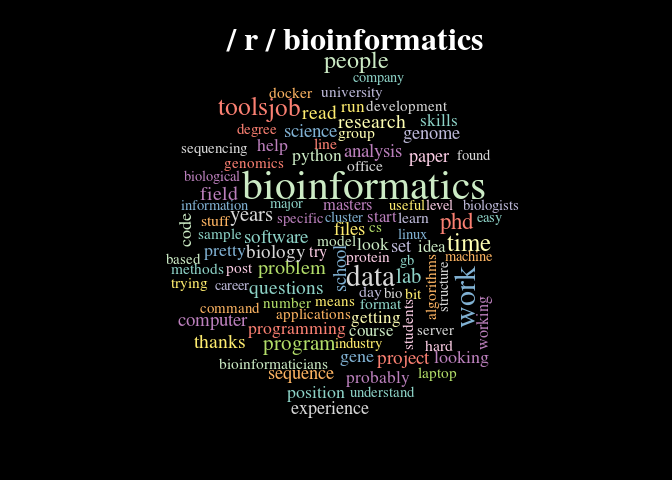 / r / bioinformatics
people
company
docker university
tools job read run development
research skills
degree science group genome
sequencing help line
python analysis paper found
genomics office
biological
field bioinformatics
information major masters useful level biologists
stuff years specific cluster start learn phd easy
code files cs
sample software model look set linux idea time
pretty biology try protein gb machine
based methods post problem school data lab algorithms structure work
trying career questions day bio bit
number means format
command applications getting students working
computer programming course server
thanks program industry hard
gene project looking
bioinformaticians
sequence probably laptop
position understand
experience